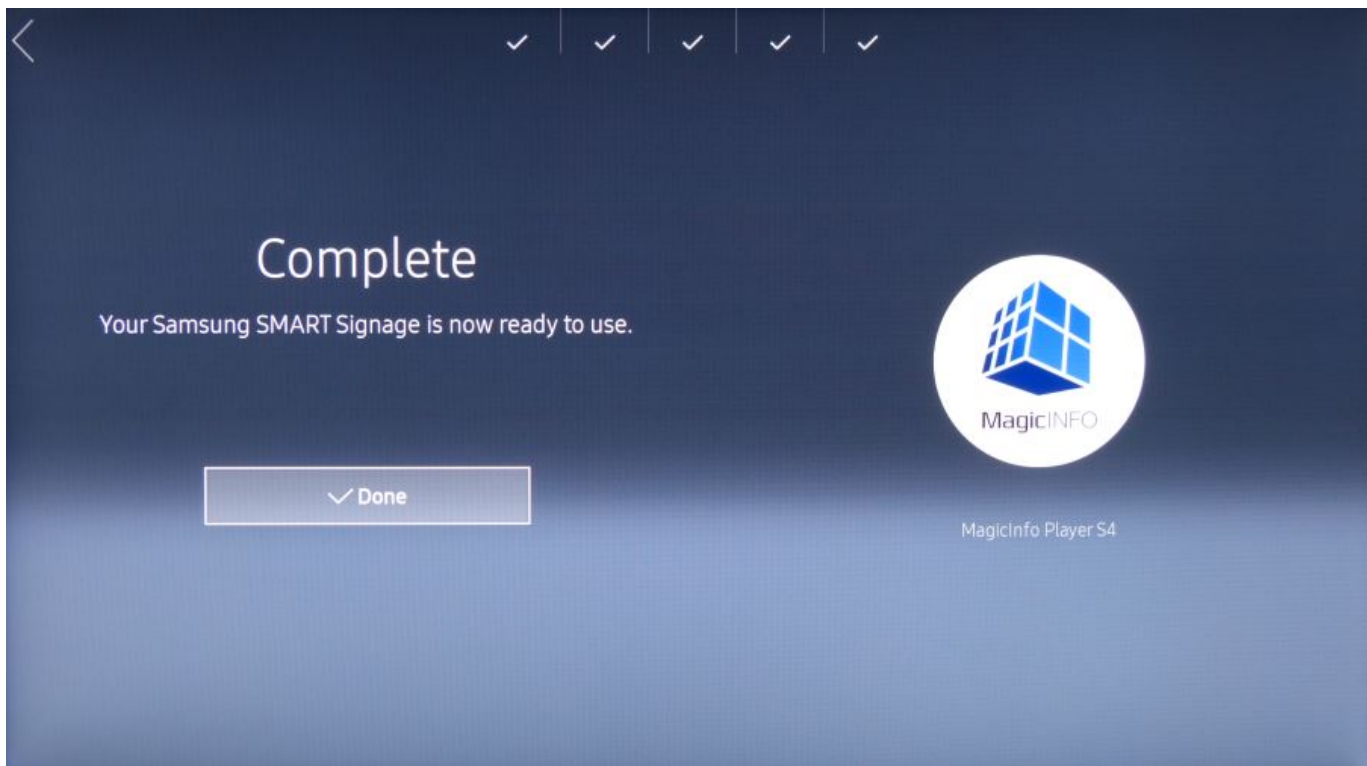 Complete
Your Samsung SMART Signage is now ready to use.
Done
MagicINFO
MagicInfo Player S4